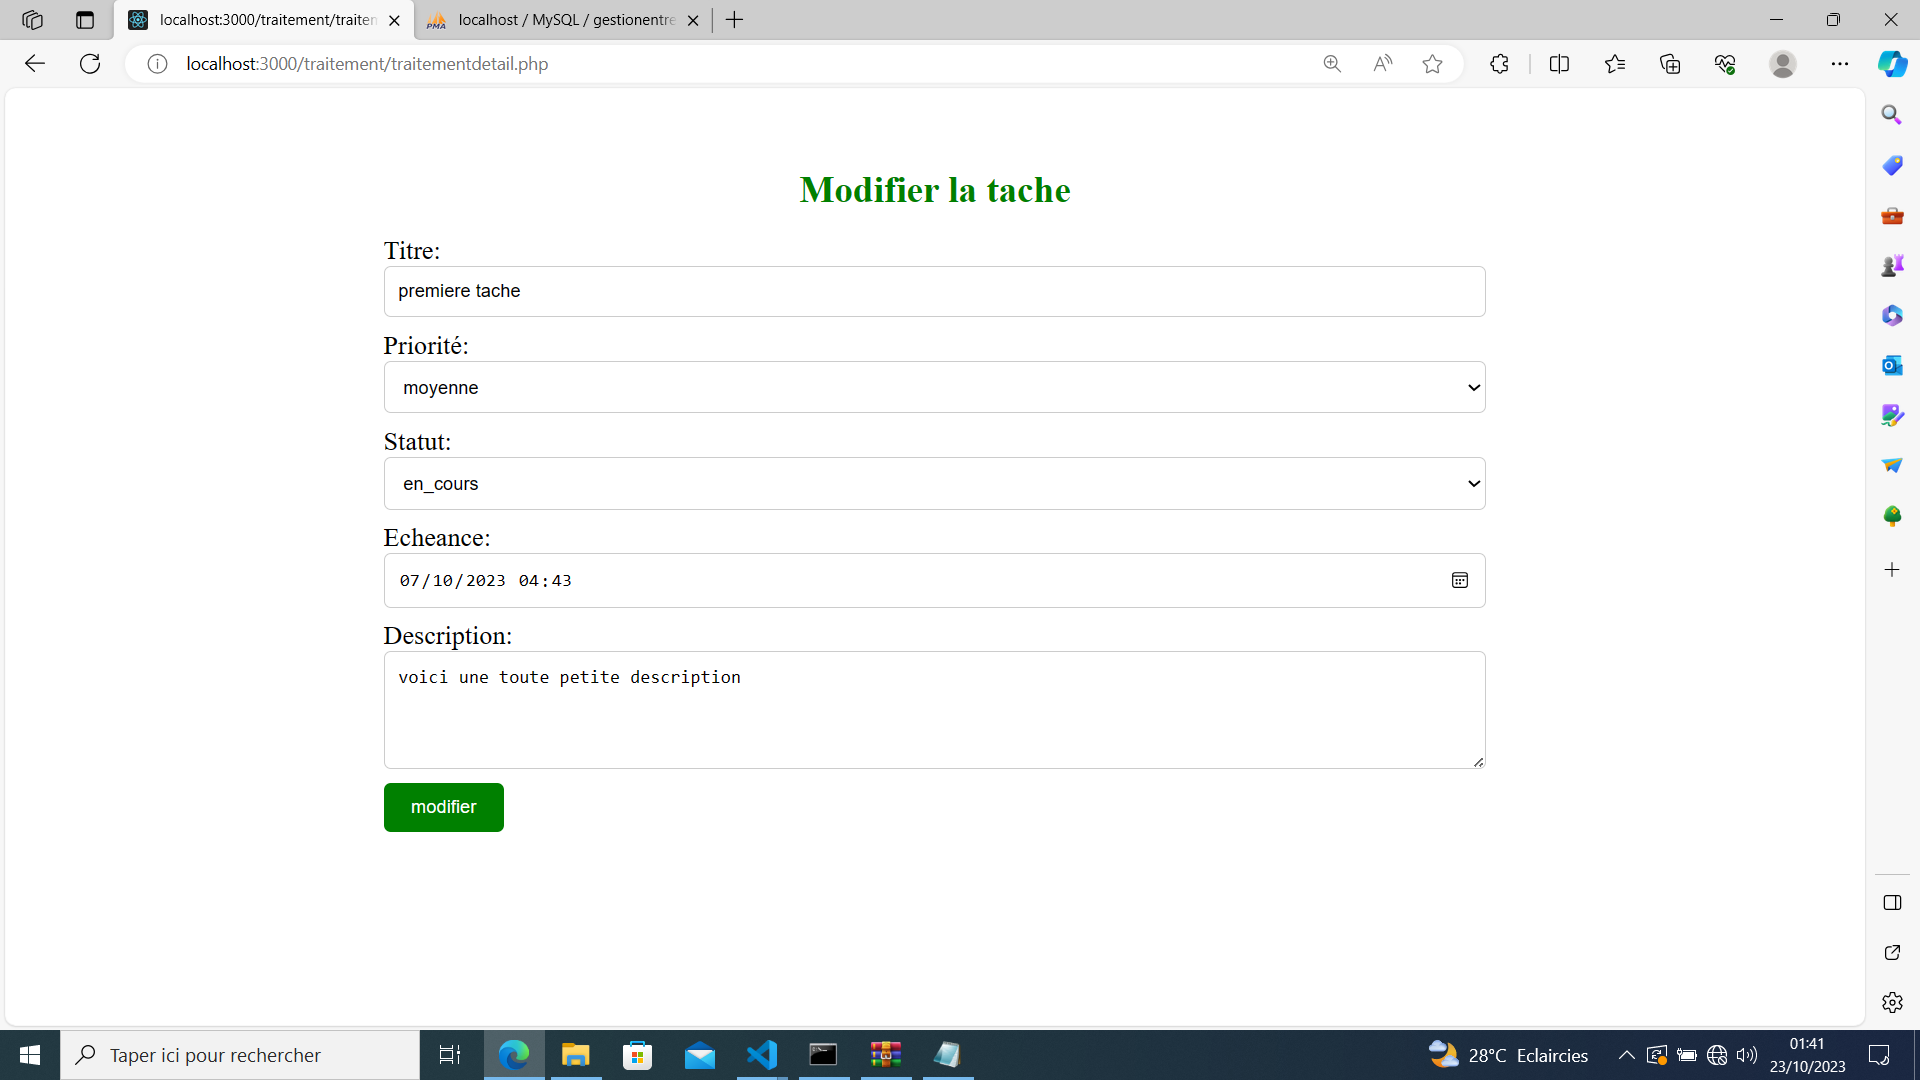 localhost:3000/traitement/traiten
localhost / MySQL / gestionentre
localhost:3000/traitement/traitementdetail.php
Modifier la tache
Titre:
premiere tache
Priorité:
moyenne
Statut:
en_cours
Echeance:
07/10/2023 04:43
Description:
voici une toute petite description
modifier
Taper ici pour rechercher
28°C Eclaircies
01:41
23/10/2023